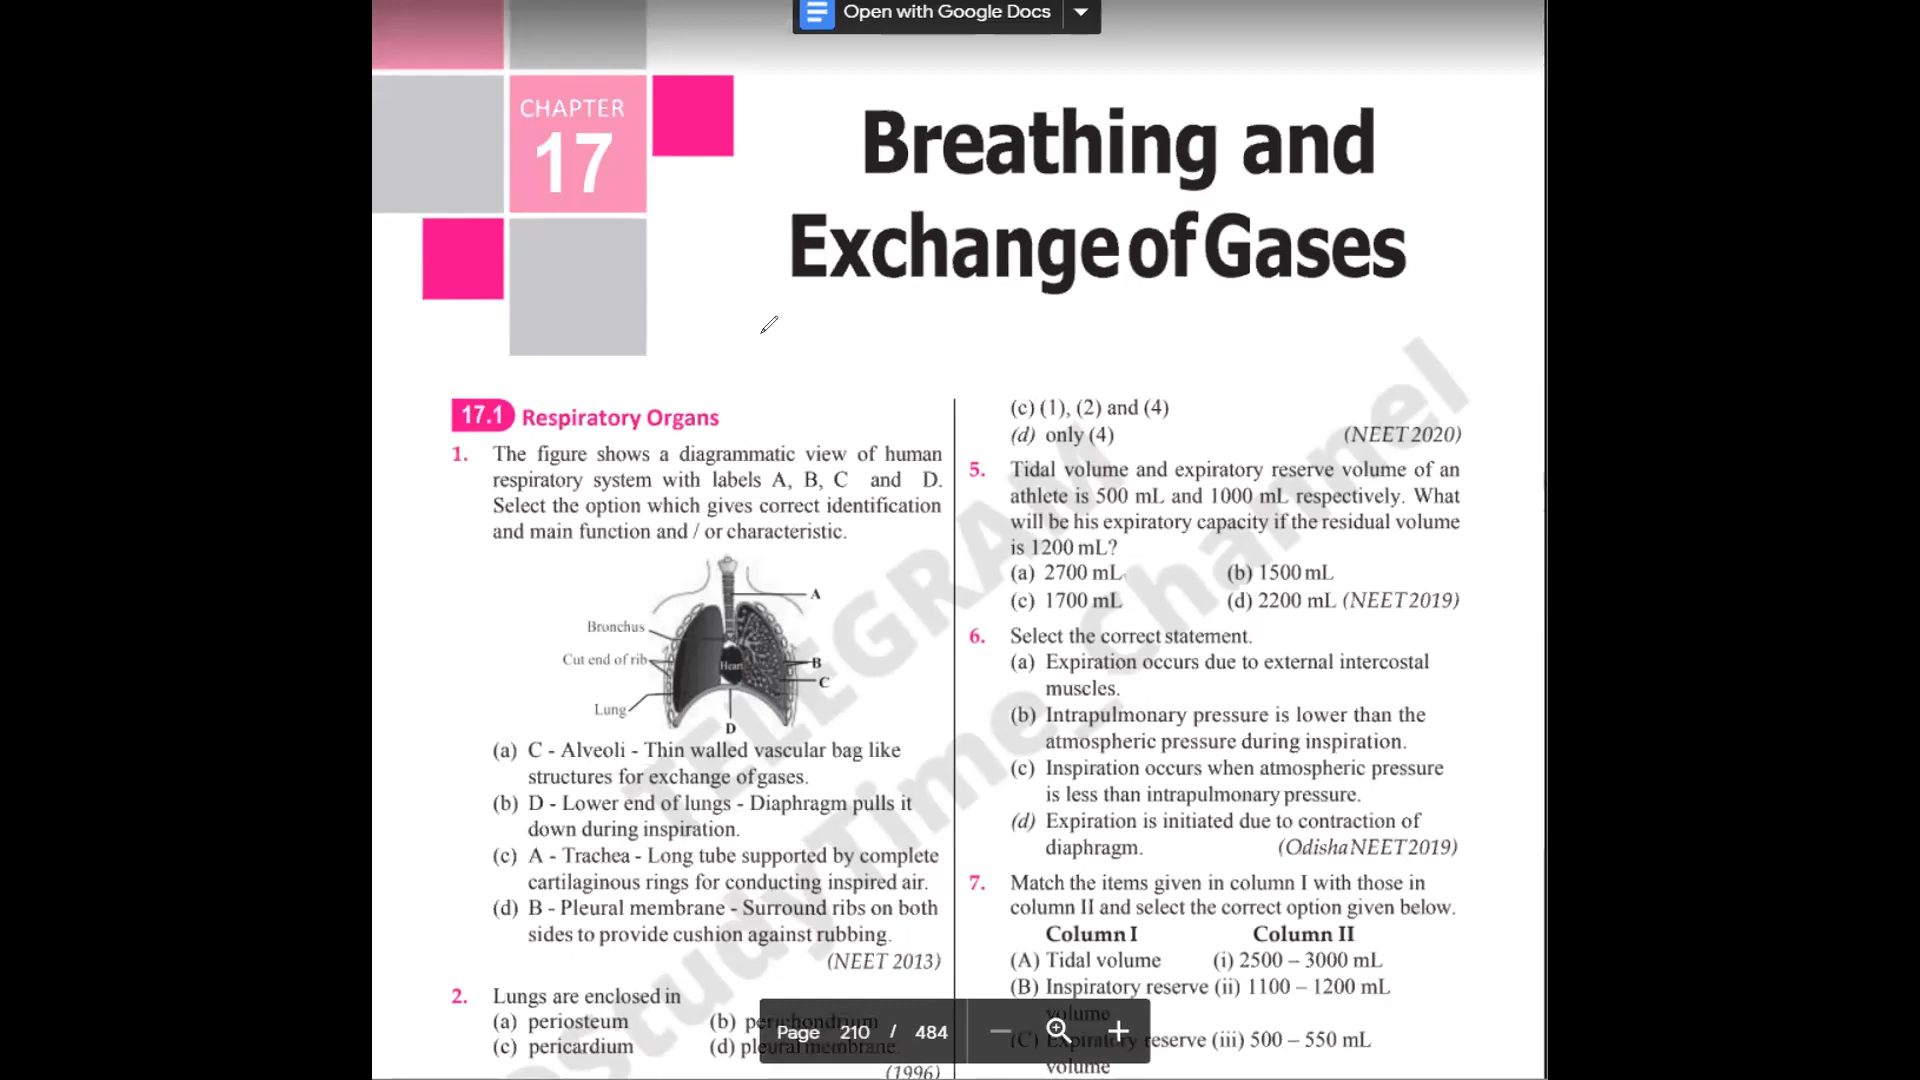 Open with Google Docs
CHAPTER
17
Breathing and
Exchange of Gases
17.1 Respiratory Organs
1. The figure shows a diagrammatic view of human
respiratory system with labels A, B, C and D.
Select the option which gives correct identification
and main function and / or characteristic.
A
Bronchus
Cut end of rib
Heart
B
C
Lung
D
(a) C - Alveoli - Thin walled vascular bag like
structures for exchange of gases.
(b) D - Lower end of lungs - Diaphragm pulls it
down during inspiration.
(c) A - Trachea - Long tube supported by complete
cartilaginous rings for conducting inspired air.
(d) B - Pleural membrane - Surround ribs on both
sides to provide cushion against rubbing.
(NEET 2013)
2. Lungs are enclosed in
(a) periosteum (b) perichondrium
(c) pericardium (d) pleural membrane.
(1996)
(c) (1), (2) and (4)
(d) only (4) (NEET 2020)
5. Tidal volume and expiratory reserve volume of an
athlete is 500 mL and 1000 mL respectively. What
will be his expiratory capacity if the residual volume
is 1200 mL?
(a) 2700 mL (b) 1500 mL
(c) 1700 mL (d) 2200 mL (NEET 2019)
6. Select the correct statement.
(a) Expiration occurs due to external intercostal
muscles.
(b) Intrapulmonary pressure is lower than the
atmospheric pressure during inspiration.
(c) Inspiration occurs when atmospheric pressure
is less than intrapulmonary pressure.
(d) Expiration is initiated due to contraction of
diaphragm. (Odisha NEET 2019)
7. Match the items given in column I with those in
column II and select the correct option given below.
Column I Column II
(A) Tidal volume (i) 2500 – 3000 mL
(B) Inspiratory reserve (ii) 1100 – 1200 mL
volume
(C) Expiratory reserve (iii) 500 – 550 mL
volume
Page 210 / 484
TELEGRAM
StudyTime_Channel